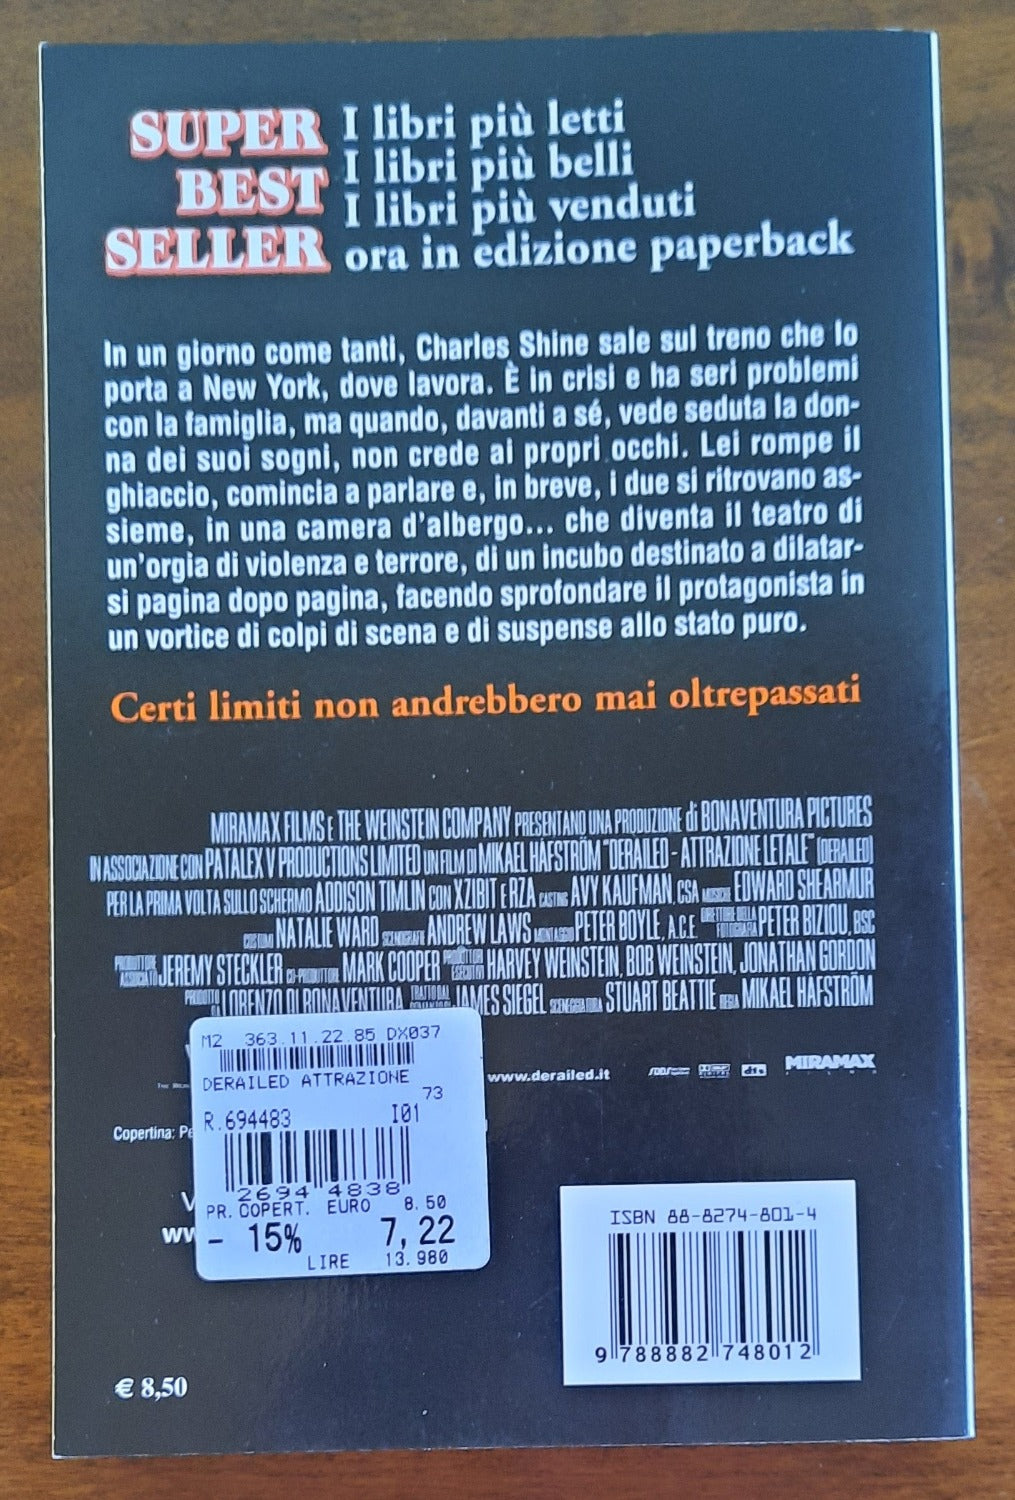 SUPER
BEST
SELLER
I libri più letti
I libri più belli
I libri più venduti
ora in edizione paperback
In un giorno come tanti, Charles Shine sale sul treno che lo
porta a New York, dove lavora. È in crisi e ha seri problemi
con la famiglia, ma quando, davanti a sé, vede seduta la don-
na dei suoi sogni, non crede ai propri occhi. Lei rompe il
ghiaccio, comincia a parlare e, in breve, i due si ritrovano as-
sieme, in una camera d'albergo... che diventa il teatro di
un'orgia di violenza e terrore, di un incubo destinato a dilatar-
si pagina dopo pagina, facendo sprofondare il protagonista in
un vortice di colpi di scena e di suspense allo stato puro.
Certi limiti non andrebbero mai oltrepassati
MIRAMAX FILMS E THE WEINSTEIN COMPANY PRESENTANO UNA PRODUZIONE di BONAVENTURA PICTURES
IN ASSOCIAZIONE CON PATALEX V PRODUCTIONS LIMITED UN FILM DI MIKAEL HÅFSTRÖM "DERAILED - ATTRAZIONE LETALE" (DERAILED)
PER LA PRIMA VOLTA SULLO SCHERMO ADDISON TIMLIN CON XZIBIT E RZA CASTING AVY KAUFMAN, CSA MUSICHE EDWARD SHEARMUR
COSTUMI NATALIE WARD SCENOGRAFIE ANDREW LAWS MONTAGGIO PETER BOYLE, A.C.E DIRETTORE DELLA FOTOGRAFIA PETER BIZIOU, BSC
PRODUTTORE ASSOCIATO JEREMY STECKLER CO-PRODUTTORI MARK COOPER PRODUTTORI ESECUTIVI HARVEY WEINSTEIN, BOB WEINSTEIN, JONATHAN GORDON
PRODOTTO DA LORENZO DI BONAVENTURA TRATTO DAL ROMANZO DI JAMES SIEGEL SCENEGGIATURA STUART BEATTIE REGIA MIKAEL HÅFSTRÖM
www.derailed.it
SDDS
dts
MIRAMAX
FILMS
Copertina:
M2 363.11.22.85 DX037
DERAILED ATTRAZIONE
73
R.694483 I01
2694 4838
PR. COPERT. EURO 8.50
- 15% 7,22
LIRE 13.980
ISBN 88-8274-801-4
9 788882 748012
€ 8,50